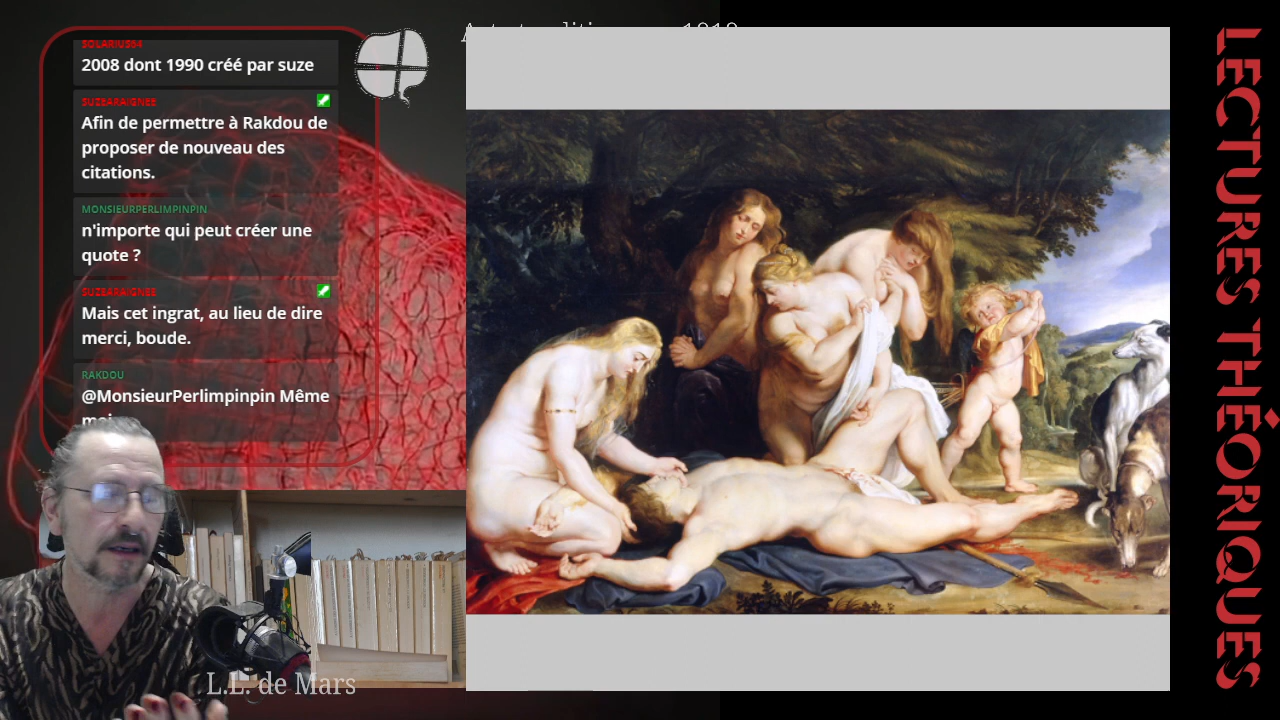 SOLARIUS64
2008 dont 1990 créé par suze
SUZEARAIGNEE
Afin de permettre à Rakdou de
proposer de nouveau des
citations.
MONSIEURPERLIMPINPIN
n'importe qui peut créer une
quote ?
SUZEARAIGNEE
Mais cet ingrat, au lieu de dire
merci, boude.
RAKDOU
@MonsieurPerlimpinpin Même
moi
L.L. de Mars
LECTURES THÉORIQUES